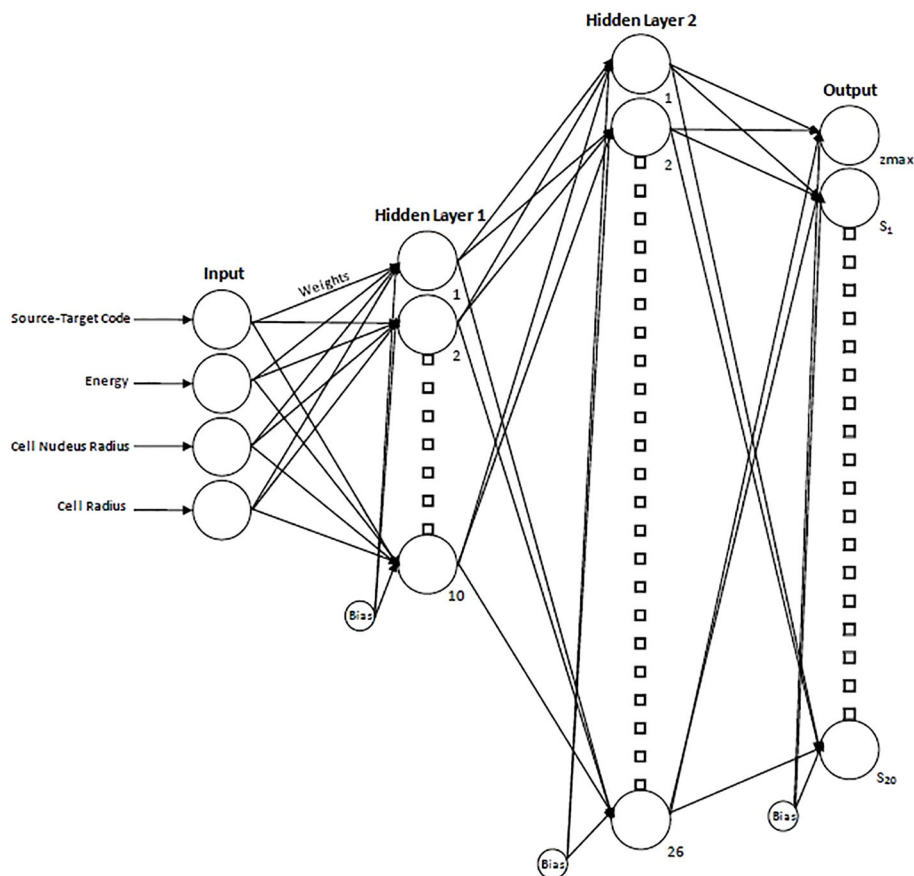 Hidden Layer 2
1
Output
2
zmax
Hidden Layer 1
S1
Input
Weights
1
Source-Target Code
2
Energy
Cell Nucleus Radius
Cell Radius
10
Bias
S20
Bias
26
Bias